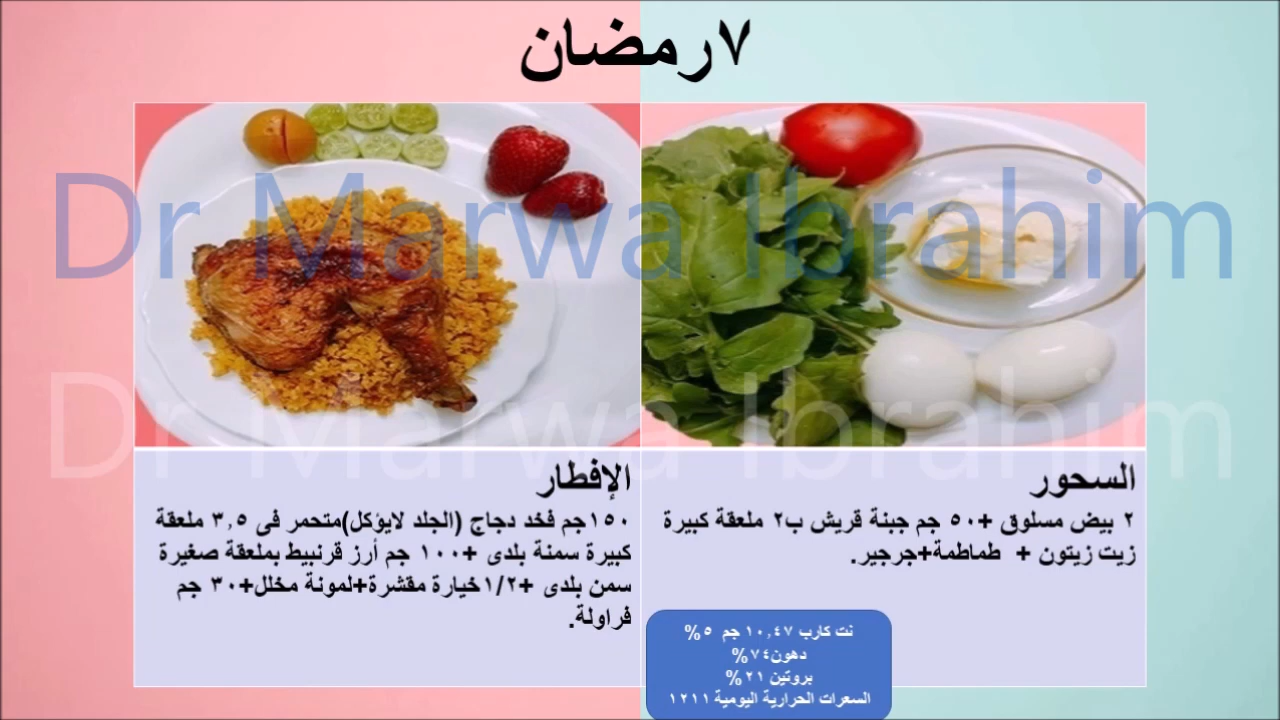 ٧رمضان
Dr Marwa Ibrahim
Dr Marwa Ibrahim
السحور
٢ بيض مسلوق +٥٠ جم جبنة قريش ب٢ ملعقة كبيرة
زيت زيتون + طماطمة+جرجير.
الإفطار
١٥٠جم فخد دجاج (الجلد لايؤكل)متحمر فى ٣,٥ ملعقة
كبيرة سمنة بلدى +١٠٠ جم أرز قرنبيط بملعقة صغيرة
سمن بلدى +١/٢خيارة مقشرة+لمونة مخلل+٣٠ جم
فراولة.
نت كارب ١٠,٤٧ جم ٥%
دهون٧٤%
بروتين ٢١%
السعرات الحرارية اليومية ١٢١١